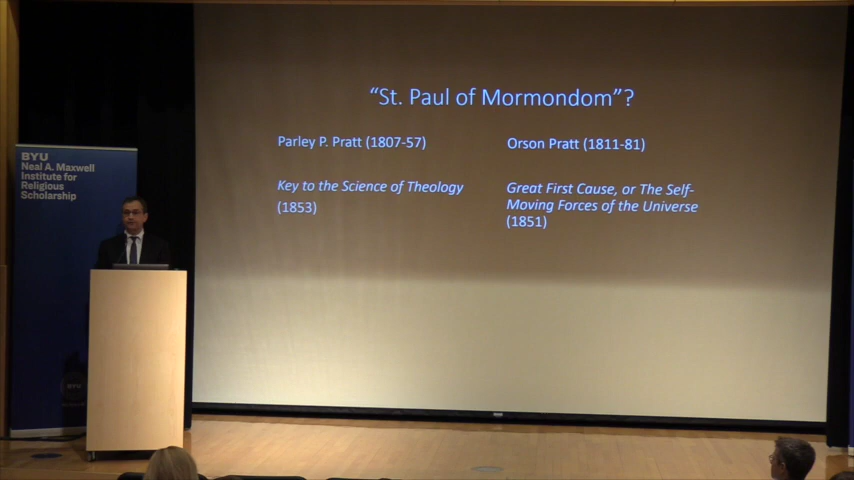 BYU
Neal A. Maxwell
Institute for
Religious
Scholarship
“St. Paul of Mormondom”?
Parley P. Pratt (1807-57)
Key to the Science of Theology
(1853)
Orson Pratt (1811-81)
Great First Cause, or The Self-
Moving Forces of the Universe
(1851)
BYU